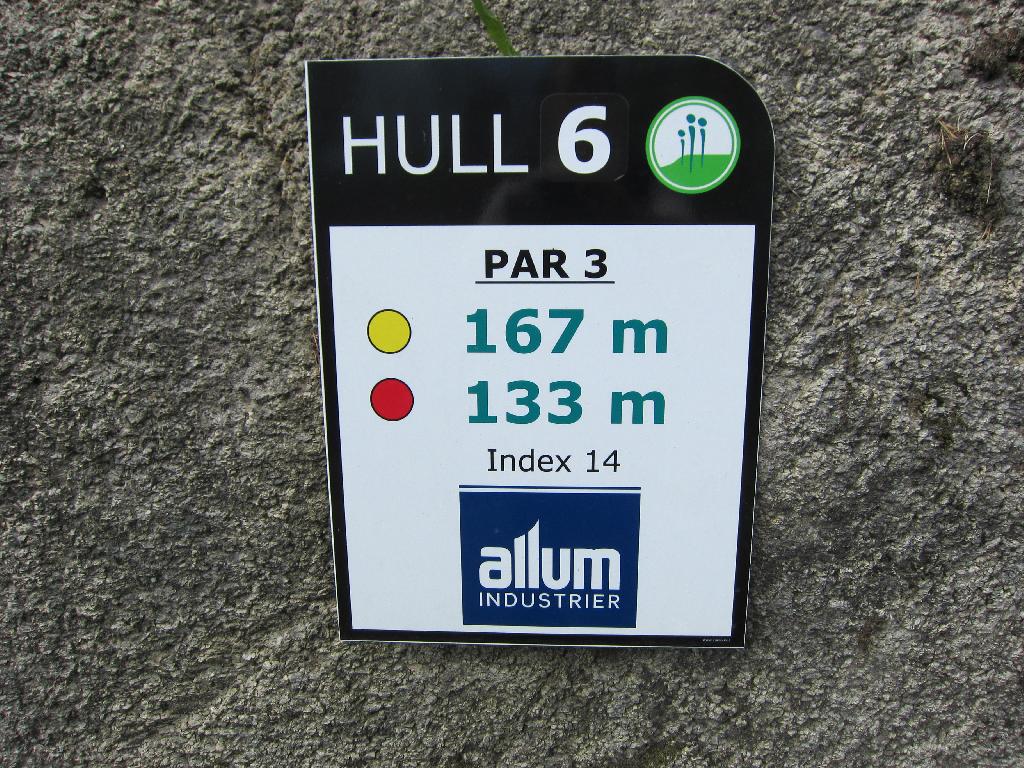 HULL 6
PAR 3
167 m
133 m
Index 14
allum
INDUSTRIER